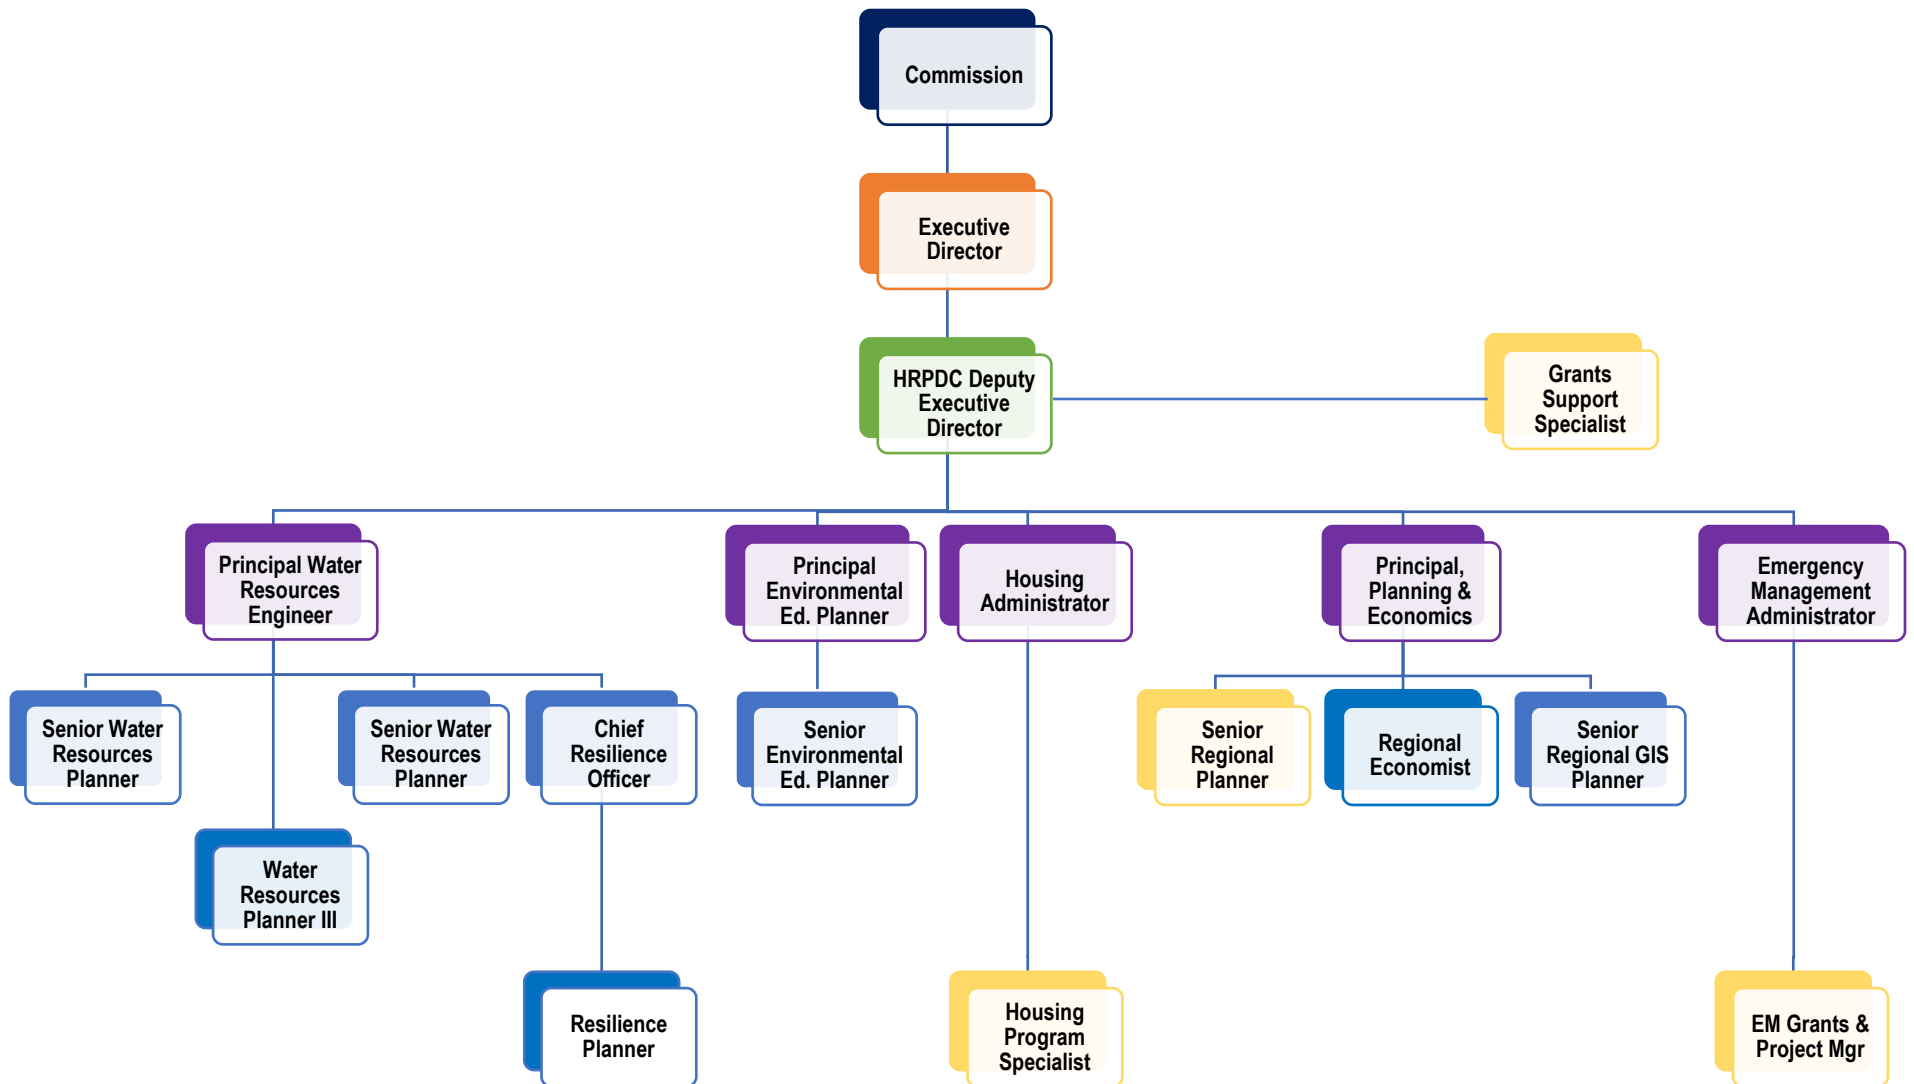 Commission
Executive
Director
HRPDC Deputy
Executive
Director
Grants
Support
Specialist
Principal Water
Resources
Engineer
Principal
Environmental
Ed. Planner
Housing
Administrator
Principal,
Planning &
Economics
Emergency
Management
Administrator
Senior Water
Resources
Planner
Senior Water
Resources
Planner
Chief
Resilience
Officer
Senior
Environmental
Ed. Planner
Senior
Regional
Planner
Regional
Economist
Senior
Regional GIS
Planner
Water
Resources
Planner III
Resilience
Planner
Housing
Program
Specialist
EM Grants &
Project Mgr